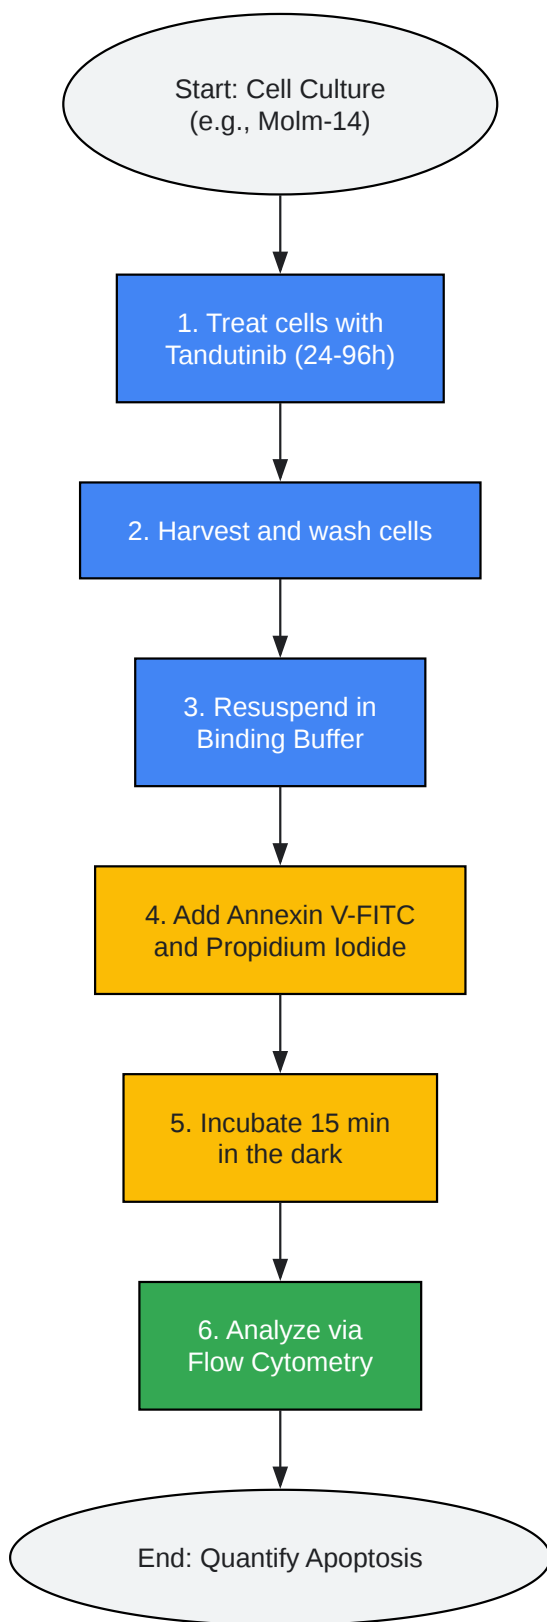 Start: Cell Culture
(e.g., Molm-14)
1. Treat cells with
Tandutinib (24-96h)
2. Harvest and wash cells
3. Resuspend in
Binding Buffer
4. Add Annexin V-FITC
and Propidium Iodide
5. Incubate 15 min
in the dark
6. Analyze via
Flow Cytometry
End: Quantify Apoptosis